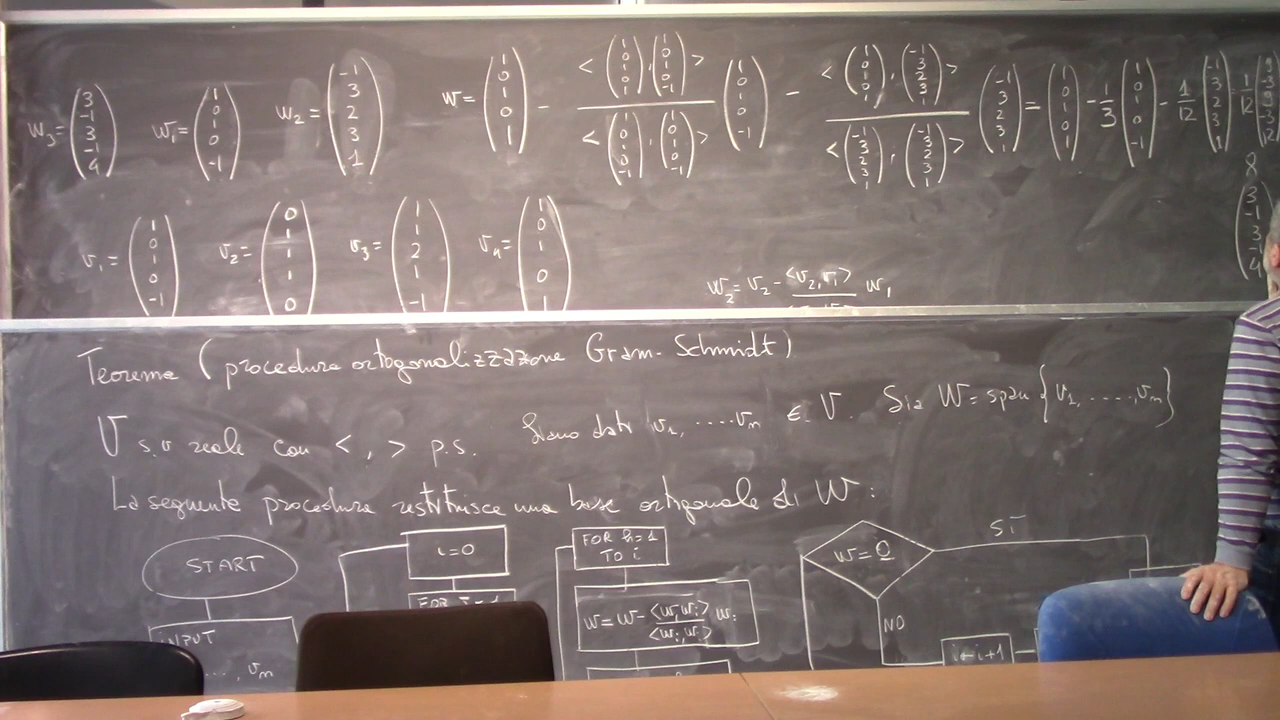 w₃ = (3, -1, 3, -1, 4) w₁ = (1, 0, 1, 0, -1) w₂ = (-1, 3, 2, 3, 1) w = (1, 0, 1, 0, 1) - <(1, 0, 1, 0, 1), (1, 0, 1, 0, -1)> / <(1, 0, 1, 0, -1), (1, 0, 1, 0, -1)> (1, 0, 1, 0, -1) - <(1, 0, 1, 0, 1), (-1, 3, 2, 3, 1)> / <(-1, 3, 2, 3, 1), (-1, 3, 2, 3, 1)> (-1, 3, 2, 3, 1) = (1, 0, 1, 0, 1) - 1/3 (1, 0, 1, 0, -1) - 1/12 (-1, 3, 2, 3, 1) = 1/12
v₁ = (1, 0, 1, 0, -1) v₂ = (0, 1, 1, 1, 0) v₃ = (1, 1, 2, 1, -1) v₄ = (1, 0, 1, 0, 1)
w₂ = v₂ - <v₂, v₁> w₁
Teorema (procedura ortogonalizzazione Gram-Schmidt)
V s.v reale con < , > p.s. Siano dati v₁, ....vₙ ∈ V. Sia W = span {v₁, ....., vₙ}
La seguente procedura restituisce una base ortogonale di W :
START i=0 FOR h=1 TO i w=0 SI
FOR J=1 w = w - <w,wᵢ> / <wᵢ,wᵢ> wᵢ
INPUT NO i=i+1
..., vₙ